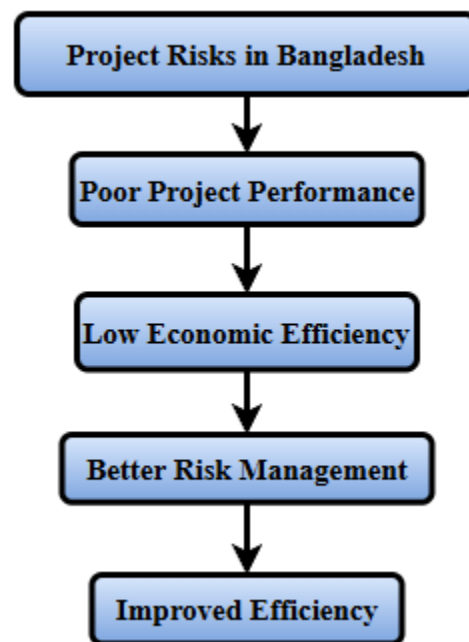 Project Risks in Bangladesh
Poor Project Performance
Low Economic Efficiency
Better Risk Management
Improved Efficiency